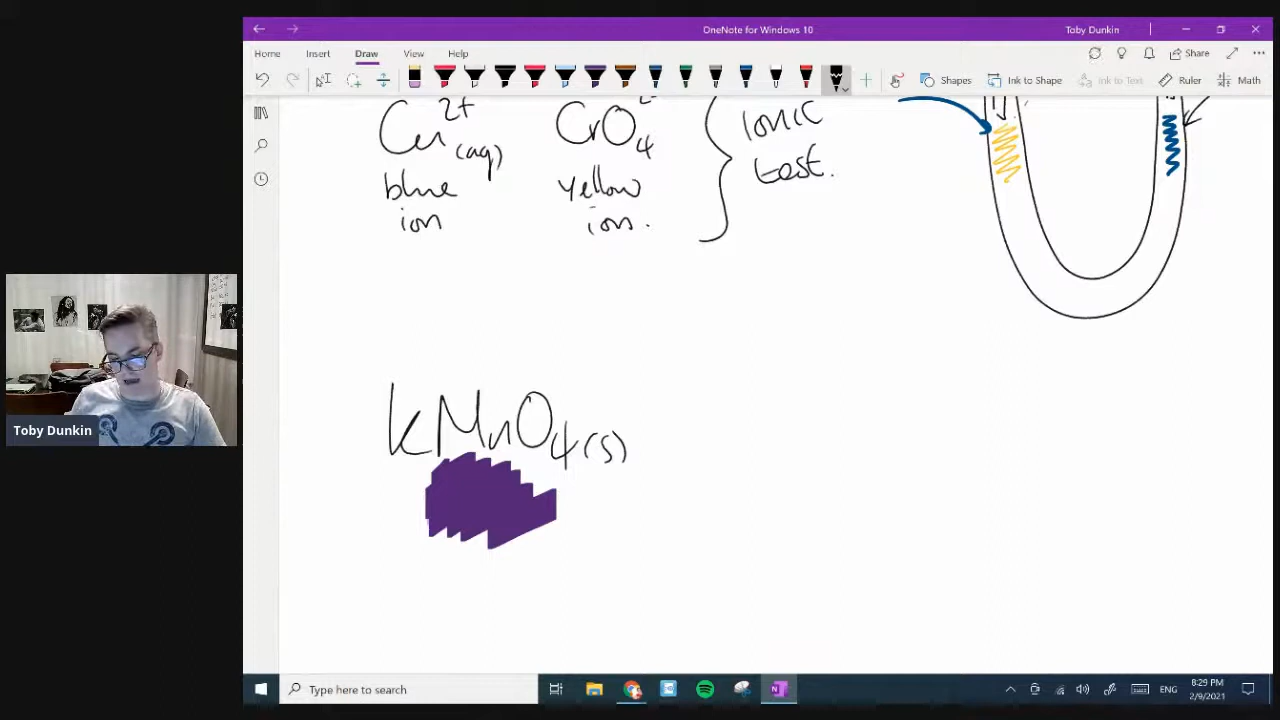 OneNote for Windows 10
Toby Dunkin
Home Insert Draw View Help
Share
Shapes Ink to Shape Ink to Text Ruler Math
Cu 2+ (aq) CrO4 2-
blue ion
yellow ion.
ionic test.
KMnO4(s)
Toby Dunkin
Type here to search
ENG
8:29 PM
2/9/2021